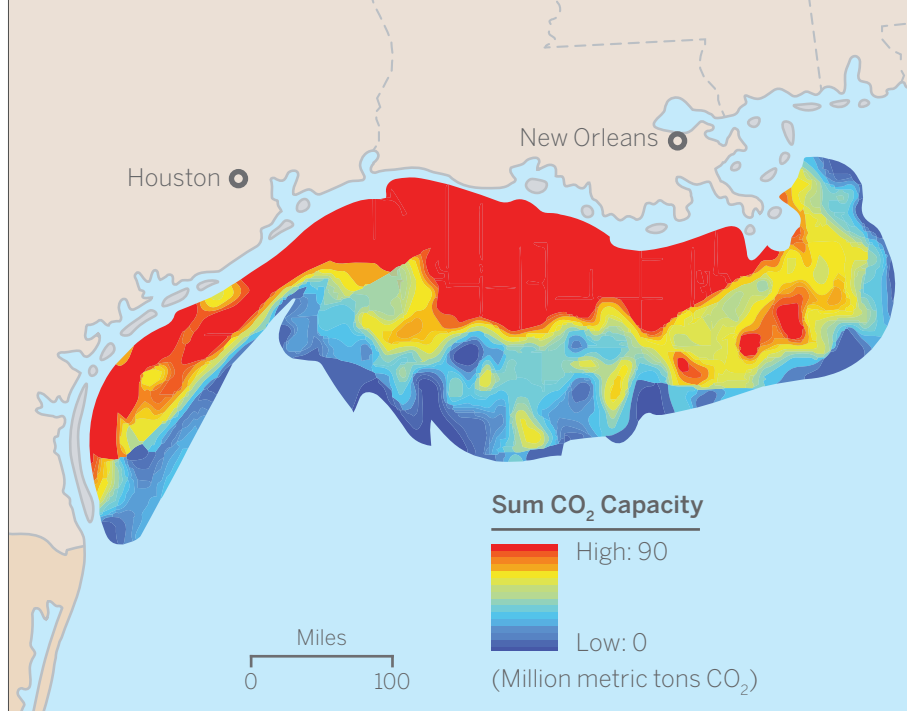 New Orleans
Houston
Sum CO₂ Capacity
High: 90
Low: 0
(Million metric tons CO₂)
Miles
0 100